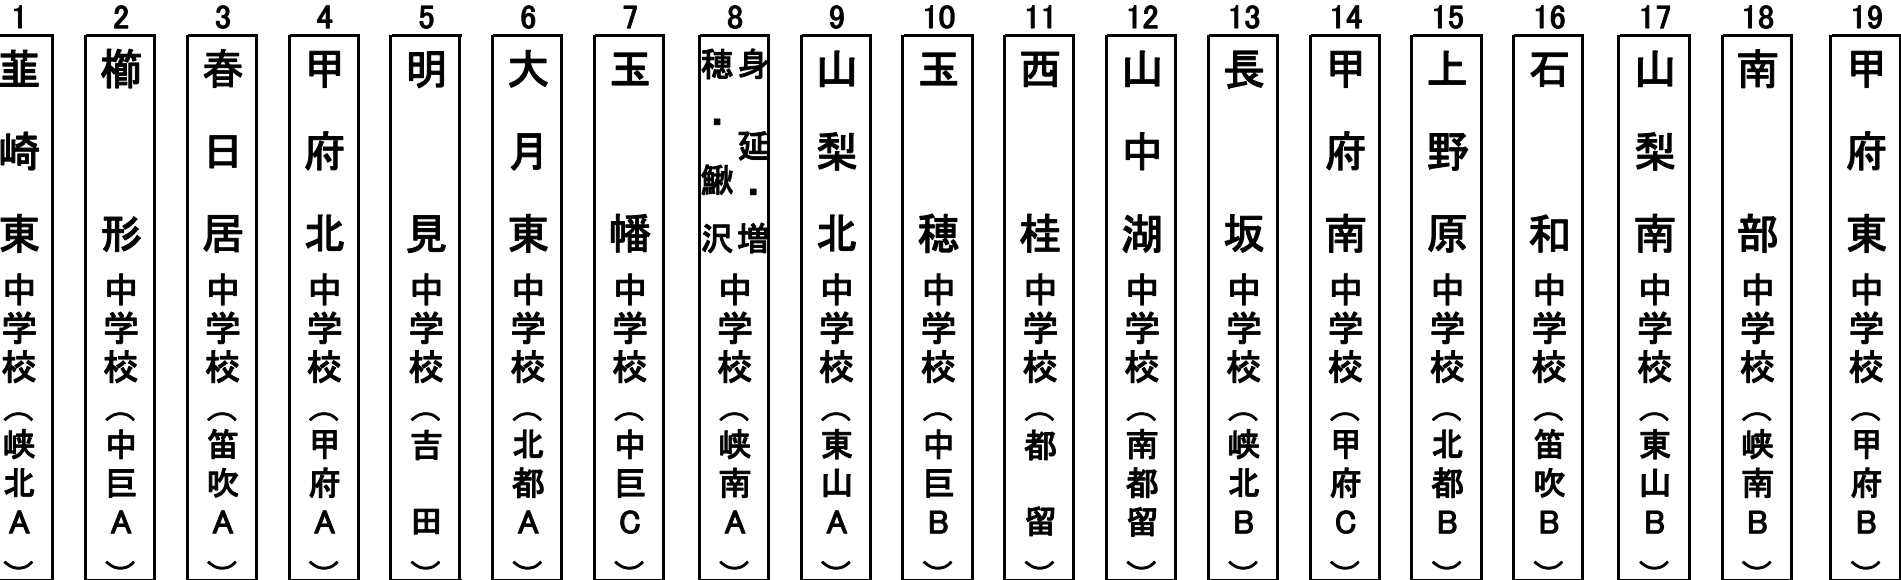 1
韮崎東中学校（峡北A）
2
櫛形中学校（中巨A）
3
春日居中学校（笛吹A）
4
甲府北中学校（甲府A）
5
明見中学校（吉田）
6
大月東中学校（北都A）
7
玉幡中学校（中巨C）
8
身延・増
穂・鰍沢
中学校（峡南A）
9
山梨北中学校（東山A）
10
玉穂中学校（中巨B）
11
西桂中学校（都留）
12
山中湖中学校（南都留）
13
長坂中学校（峡北B）
14
甲府南中学校（甲府C）
15
上野原中学校（北都B）
16
石和中学校（笛吹B）
17
山梨南中学校（東山B）
18
南部中学校（峡南B）
19
甲府東中学校（甲府B）